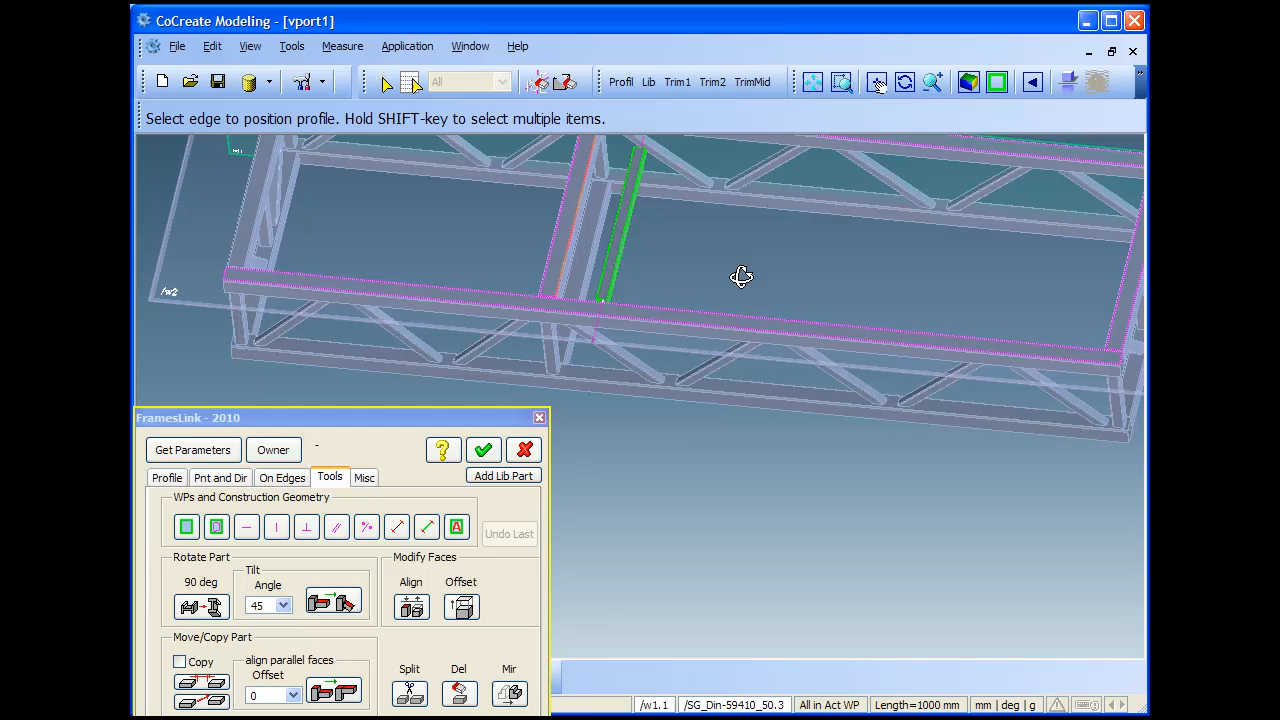 CoCreate Modeling - [vport1]
File Edit View Tools Measure Application Window Help
All Profil Lib Trim1 Trim2 TrimMid
Select edge to position profile. Hold SHIFT-key to select multiple items.
/w2
FramesLink - 2010
Get Parameters Owner -
Profile Pnt and Dir On Edges Tools Misc Add Lib Part
WPs and Construction Geometry
A Undo Last
Rotate Part Modify Faces
90 deg Tilt Angle Align Offset
45
Move/Copy Part
Copy align parallel faces Split Del Mir
Offset
0
/w1.1 /SG_Din-59410_50.3 All in Act WP Length=1000 mm mm | deg | g